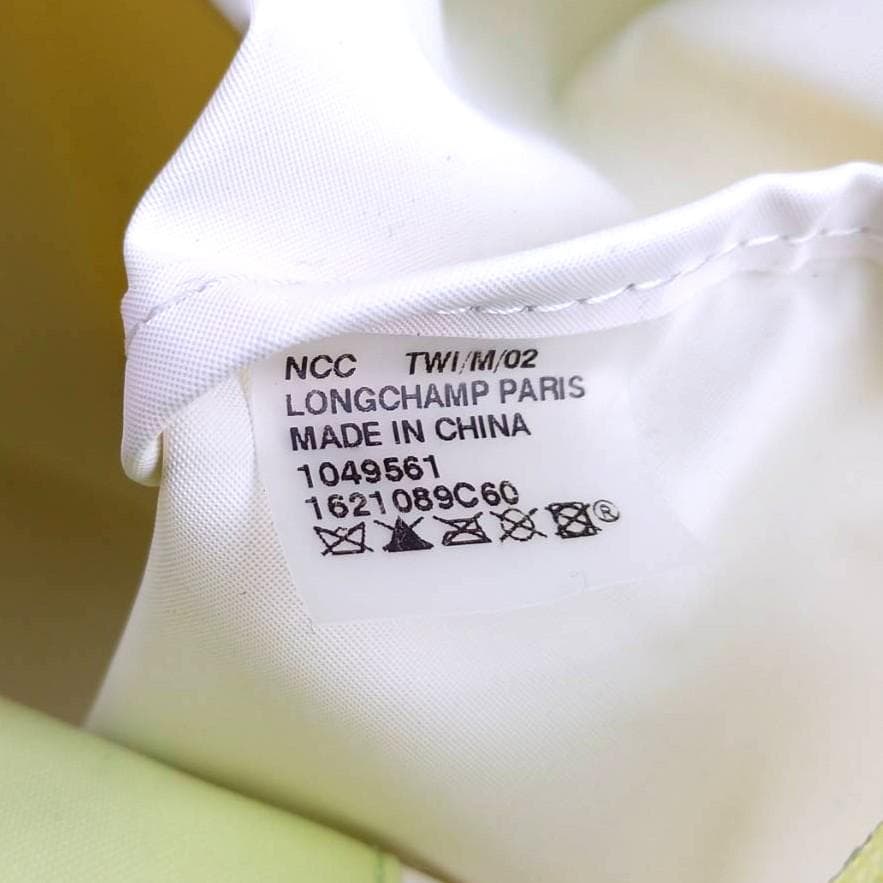 NCC TWI/M/02
LONGCHAMP PARIS
MADE IN CHINA
1049561
1621089C60
®